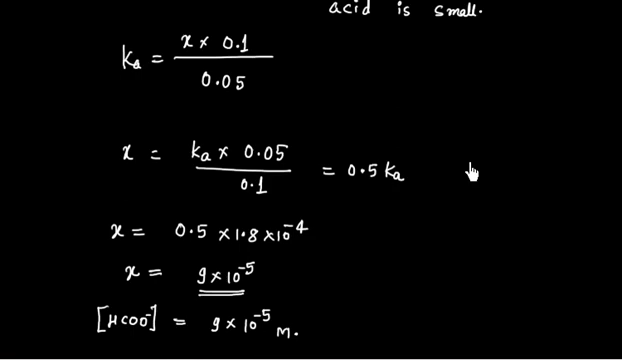 acid is small.
ka = x × 0.1 / 0.05
x = ka × 0.05 / 0.1 = 0.5 ka
x = 0.5 × 1.8 × 10⁻⁴
x = 9 × 10⁻⁵
[HCOO⁻] = 9 × 10⁻⁵ M.